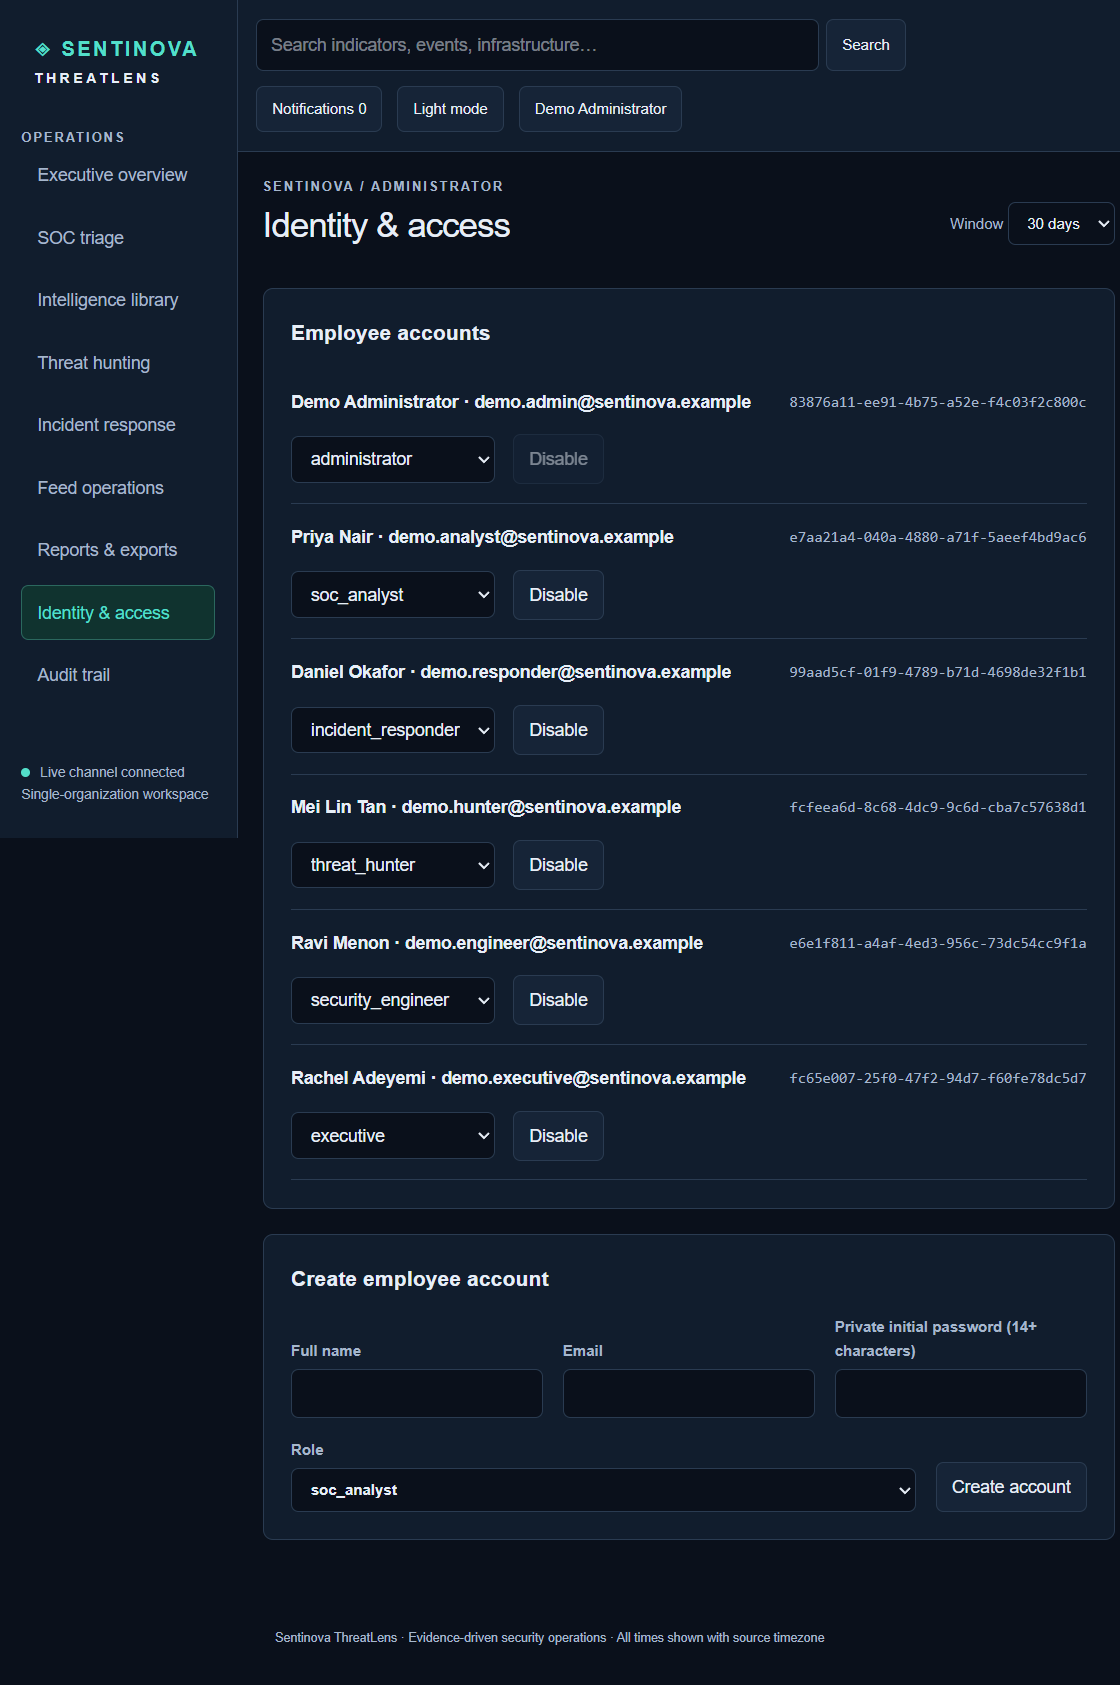 ◈ SENTINOVA
THREATLENS
OPERATIONS
Executive overview
SOC triage
Intelligence library
Threat hunting
Incident response
Feed operations
Reports & exports
Identity & access
Audit trail
Live channel connected
Single-organization workspace
Search indicators, events, infrastructure…
Search
Notifications 0
Light mode
Demo Administrator
SENTINOVA / ADMINISTRATOR
Identity & access
Window
30 days
Employee accounts
Demo Administrator · demo.admin@sentinova.example
83876a11-ee91-4b75-a52e-f4c03f2c800c
administrator
Disable
Priya Nair · demo.analyst@sentinova.example
e7aa21a4-040a-4880-a71f-5aeef4bd9ac6
soc_analyst
Disable
Daniel Okafor · demo.responder@sentinova.example
99aad5cf-01f9-4789-b71d-4698de32f1b1
incident_responder
Disable
Mei Lin Tan · demo.hunter@sentinova.example
fcfeea6d-8c68-4dc9-9c6d-cba7c57638d1
threat_hunter
Disable
Ravi Menon · demo.engineer@sentinova.example
e6e1f811-a4af-4ed3-956c-73dc54cc9f1a
security_engineer
Disable
Rachel Adeyemi · demo.executive@sentinova.example
fc65e007-25f0-47f2-94d7-f60fe78dc5d7
executive
Disable
Create employee account
Full name
Email
Private initial password (14+
characters)
Role
soc_analyst
Create account
Sentinova ThreatLens · Evidence-driven security operations · All times shown with source timezone